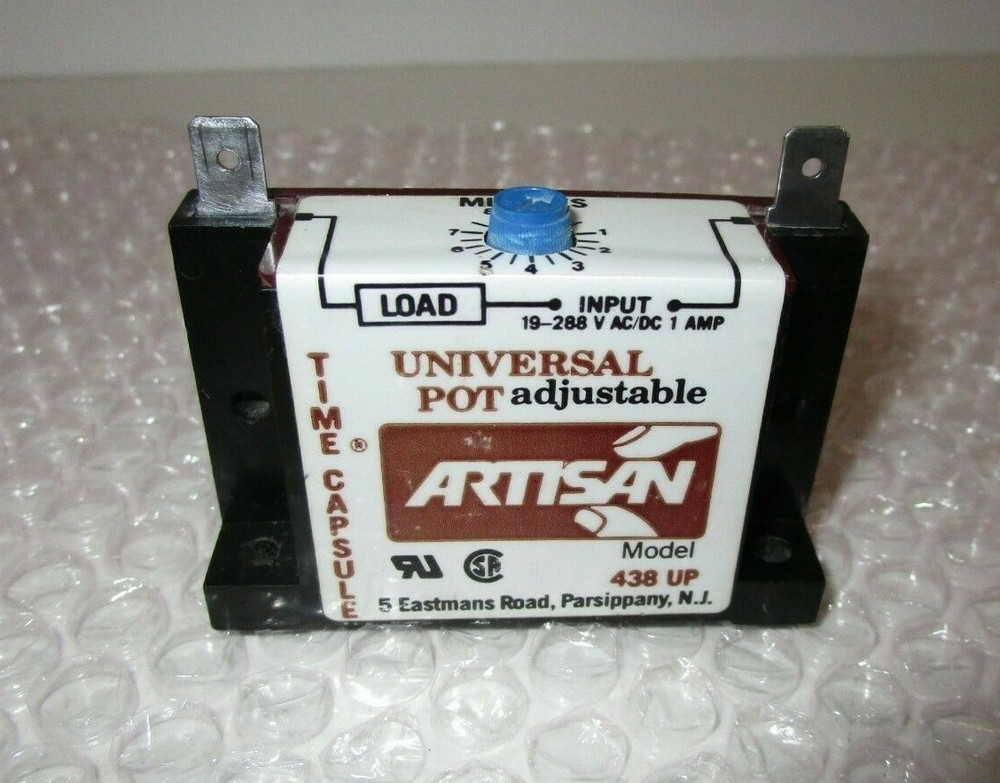 8
7 1
6 2
5 4 3
LOAD INPUT
19-288 V AC/DC 1 AMP
TIME CAPSULE®
UNIVERSAL
POT adjustable
ARTISAN
Model
438 UP
5 Eastmans Road, Parsippany, N.J.